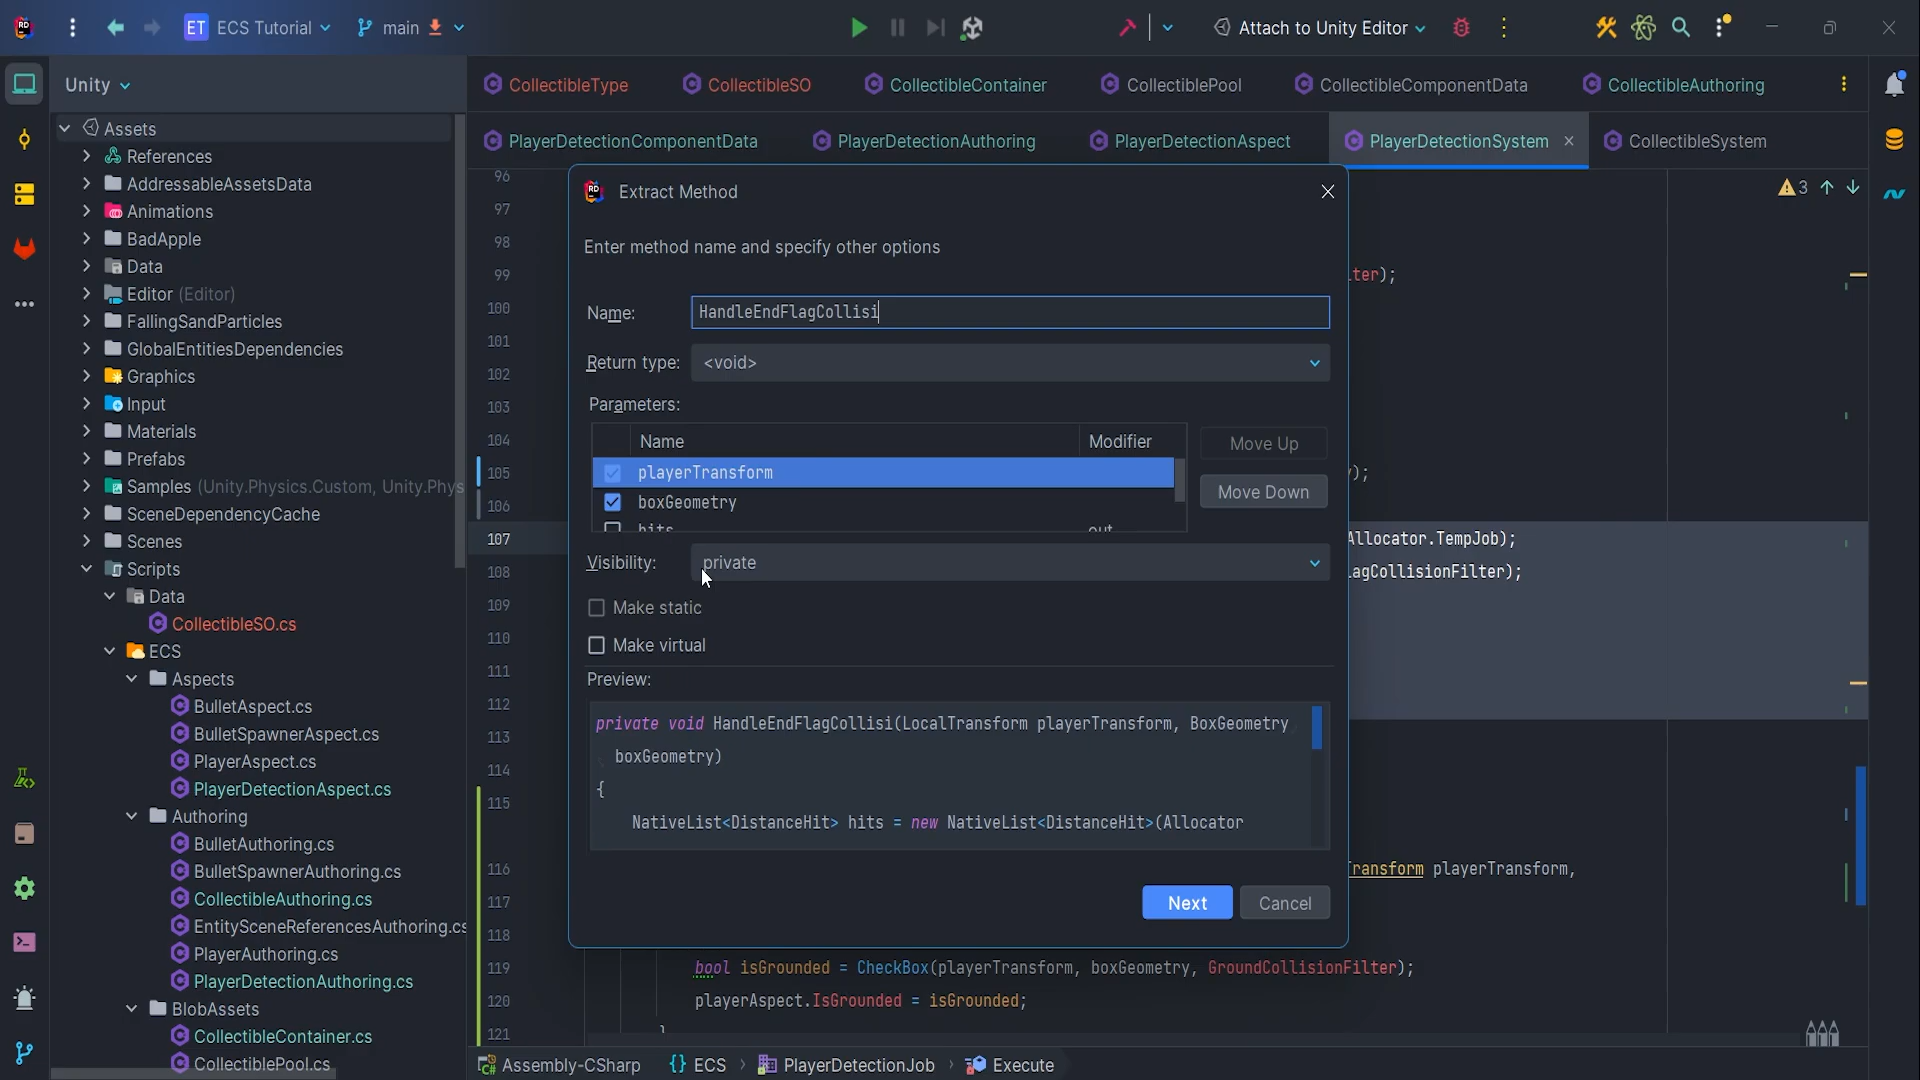 ET ECS Tutorial main
Attach to Unity Editor
Unity
CollectibleType CollectibleSO CollectibleContainer CollectiblePool CollectibleComponentData CollectibleAuthoring
PlayerDetectionComponentData PlayerDetectionAuthoring PlayerDetectionAspect PlayerDetectionSystem CollectibleSystem
Assets
References
AddressableAssetsData
Animations
BadApple
Data
Editor (Editor)
FallingSandParticles
GlobalEntitiesDependencies
Graphics
Input
Materials
Prefabs
Samples (Unity.Physics.Custom, Unity.Phys
SceneDependencyCache
Scenes
Scripts
Data
CollectibleSO.cs
ECS
Aspects
BulletAspect.cs
BulletSpawnerAspect.cs
PlayerAspect.cs
PlayerDetectionAspect.cs
Authoring
BulletAuthoring.cs
BulletSpawnerAuthoring.cs
CollectibleAuthoring.cs
EntitySceneReferencesAuthoring.cs
PlayerAuthoring.cs
PlayerDetectionAuthoring.cs
BlobAssets
CollectibleContainer.cs
CollectiblePool.cs
96
97
98
99
100
101
102
103
104
105
106
107
108
109
110
111
112
113
114
115
116
117
118
119
120
121
3
ter);
);
Allocator.TempJob);
agCollisionFilter);
ransform playerTransform,
bool isGrounded = CheckBox(playerTransform, boxGeometry, GroundCollisionFilter);
playerAspect.IsGrounded = isGrounded;
}
RD Extract Method
Enter method name and specify other options
Name: HandleEndFlagCollisi
Return type: <void>
Parameters:
Name Modifier
playerTransform
boxGeometry
hits out
Move Up
Move Down
Visibility: private
Make static
Make virtual
Preview:
private void HandleEndFlagCollisi(LocalTransform playerTransform, BoxGeometry
boxGeometry)
{
NativeList<DistanceHit> hits = new NativeList<DistanceHit>(Allocator
Next Cancel
Assembly-CSharp {} ECS PlayerDetectionJob Execute